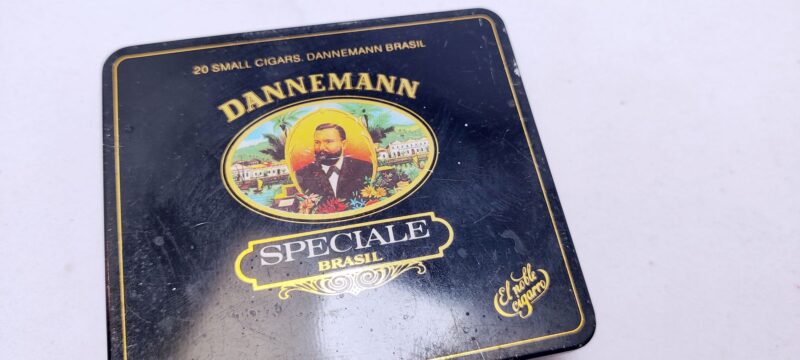 20 SMALL CIGARS. DANNEMANN BRASIL
DANNEMANN
SPECIALE
BRASIL
El noble
cigarro